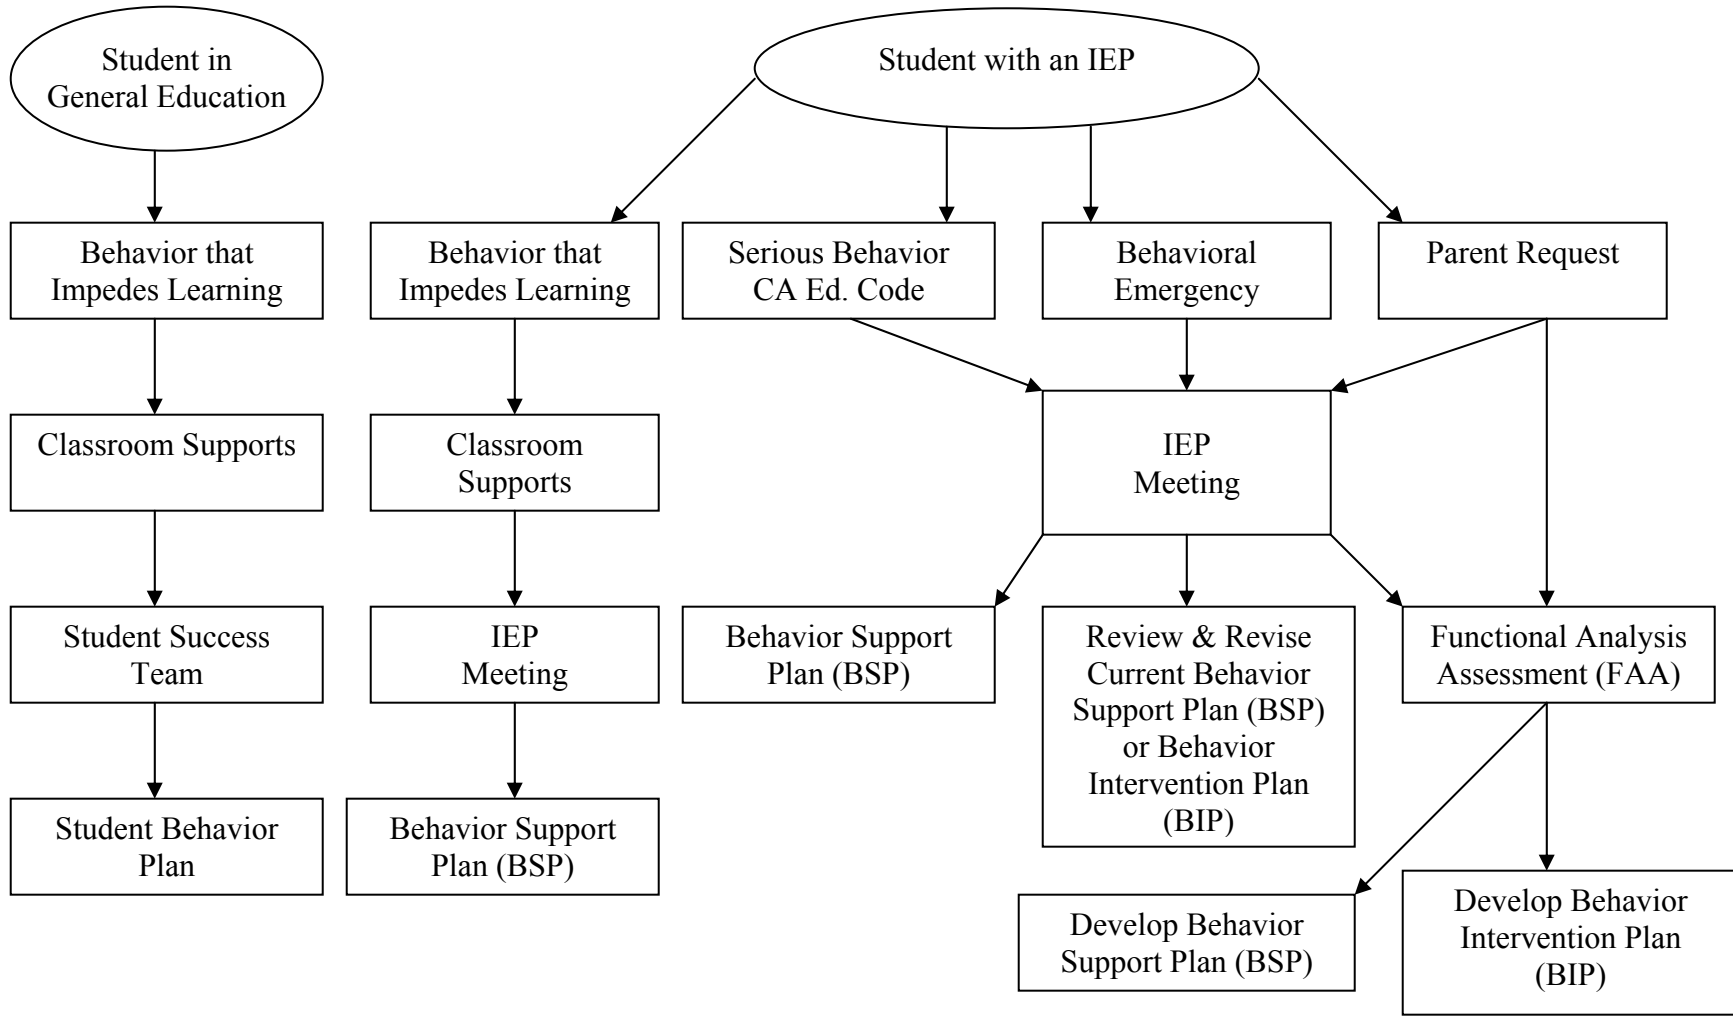 Student in
General Education
Student with an IEP
Behavior that
Impedes Learning
Behavior that
Impedes Learning
Serious Behavior
CA Ed. Code
Behavioral
Emergency
Parent Request
Classroom Supports
Classroom
Supports
IEP
Meeting
Student Success
Team
IEP
Meeting
Behavior Support
Plan (BSP)
Review & Revise
Current Behavior
Support Plan (BSP)
or Behavior
Intervention Plan
(BIP)
Functional Analysis
Assessment (FAA)
Student Behavior
Plan
Behavior Support
Plan (BSP)
Develop Behavior
Support Plan (BSP)
Develop Behavior
Intervention Plan
(BIP)